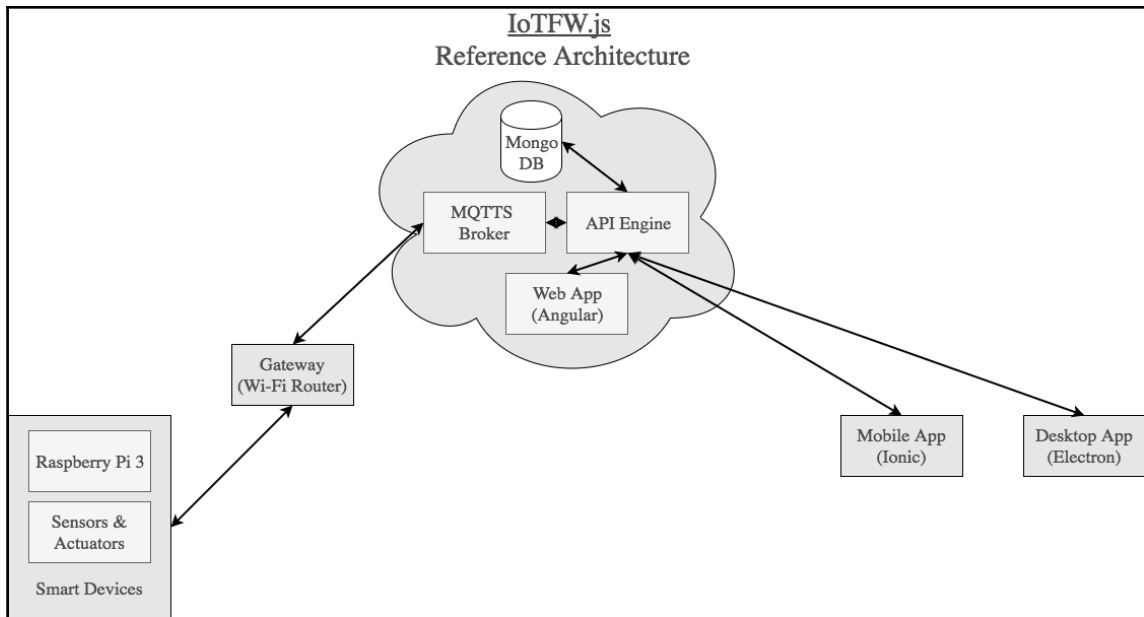 IoTFW.js
Reference Architecture
Mongo
DB
MQTTS
Broker
API Engine
Web App
(Angular)
Gateway
(Wi-Fi Router)
Raspberry Pi 3
Sensors &
Actuators
Smart Devices
Mobile App
(Ionic)
Desktop App
(Electron)